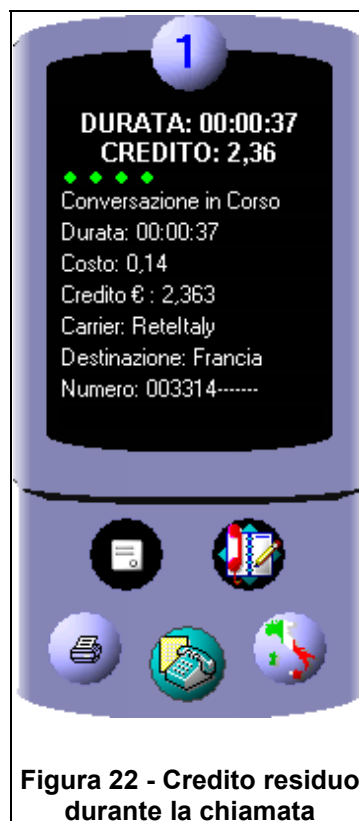 1
DURATA: 00:00:37
CREDITO: 2,36
Conversazione in Corso
Durata: 00:00:37
Costo: 0,14
Credito € : 2,363
Carrier: ReteItaly
Destinazione: Francia
Numero: 003314-------
Figura 22 - Credito residuo
durante la chiamata